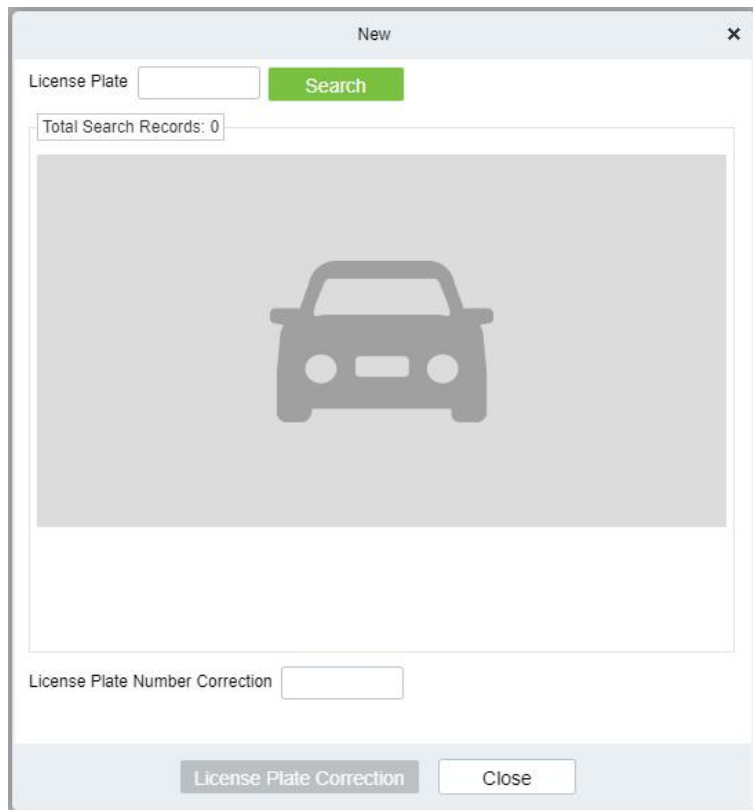 New
License Plate
Search
Total Search Records: 0
License Plate Number Correction
License Plate Correction
Close